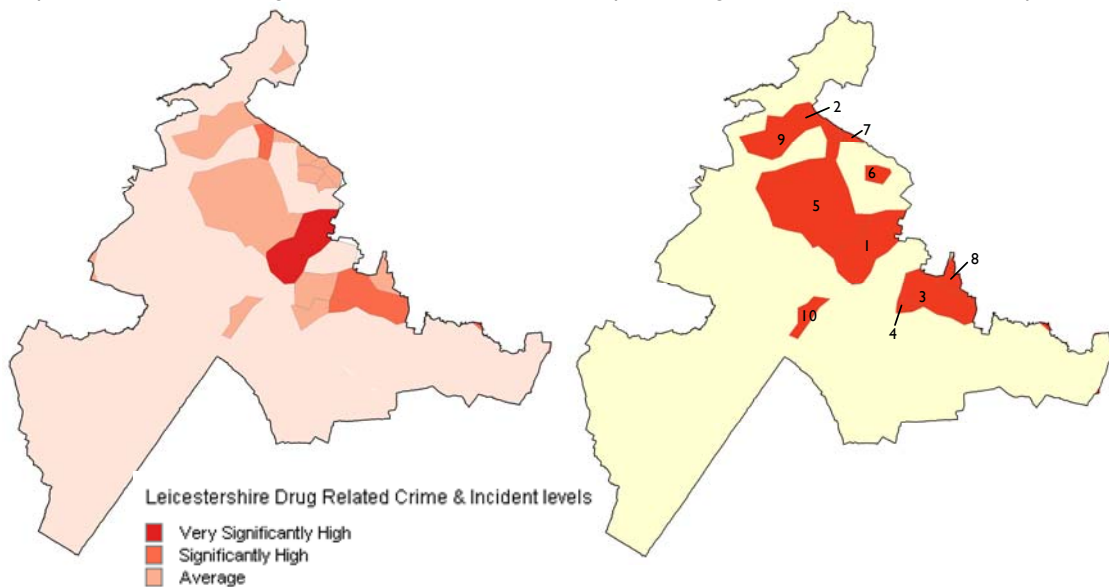 2
7
9
6
5
1
8
3
10
4
Leicestershire Drug Related Crime & Incident levels
Very Significantly High
Significantly High
Average